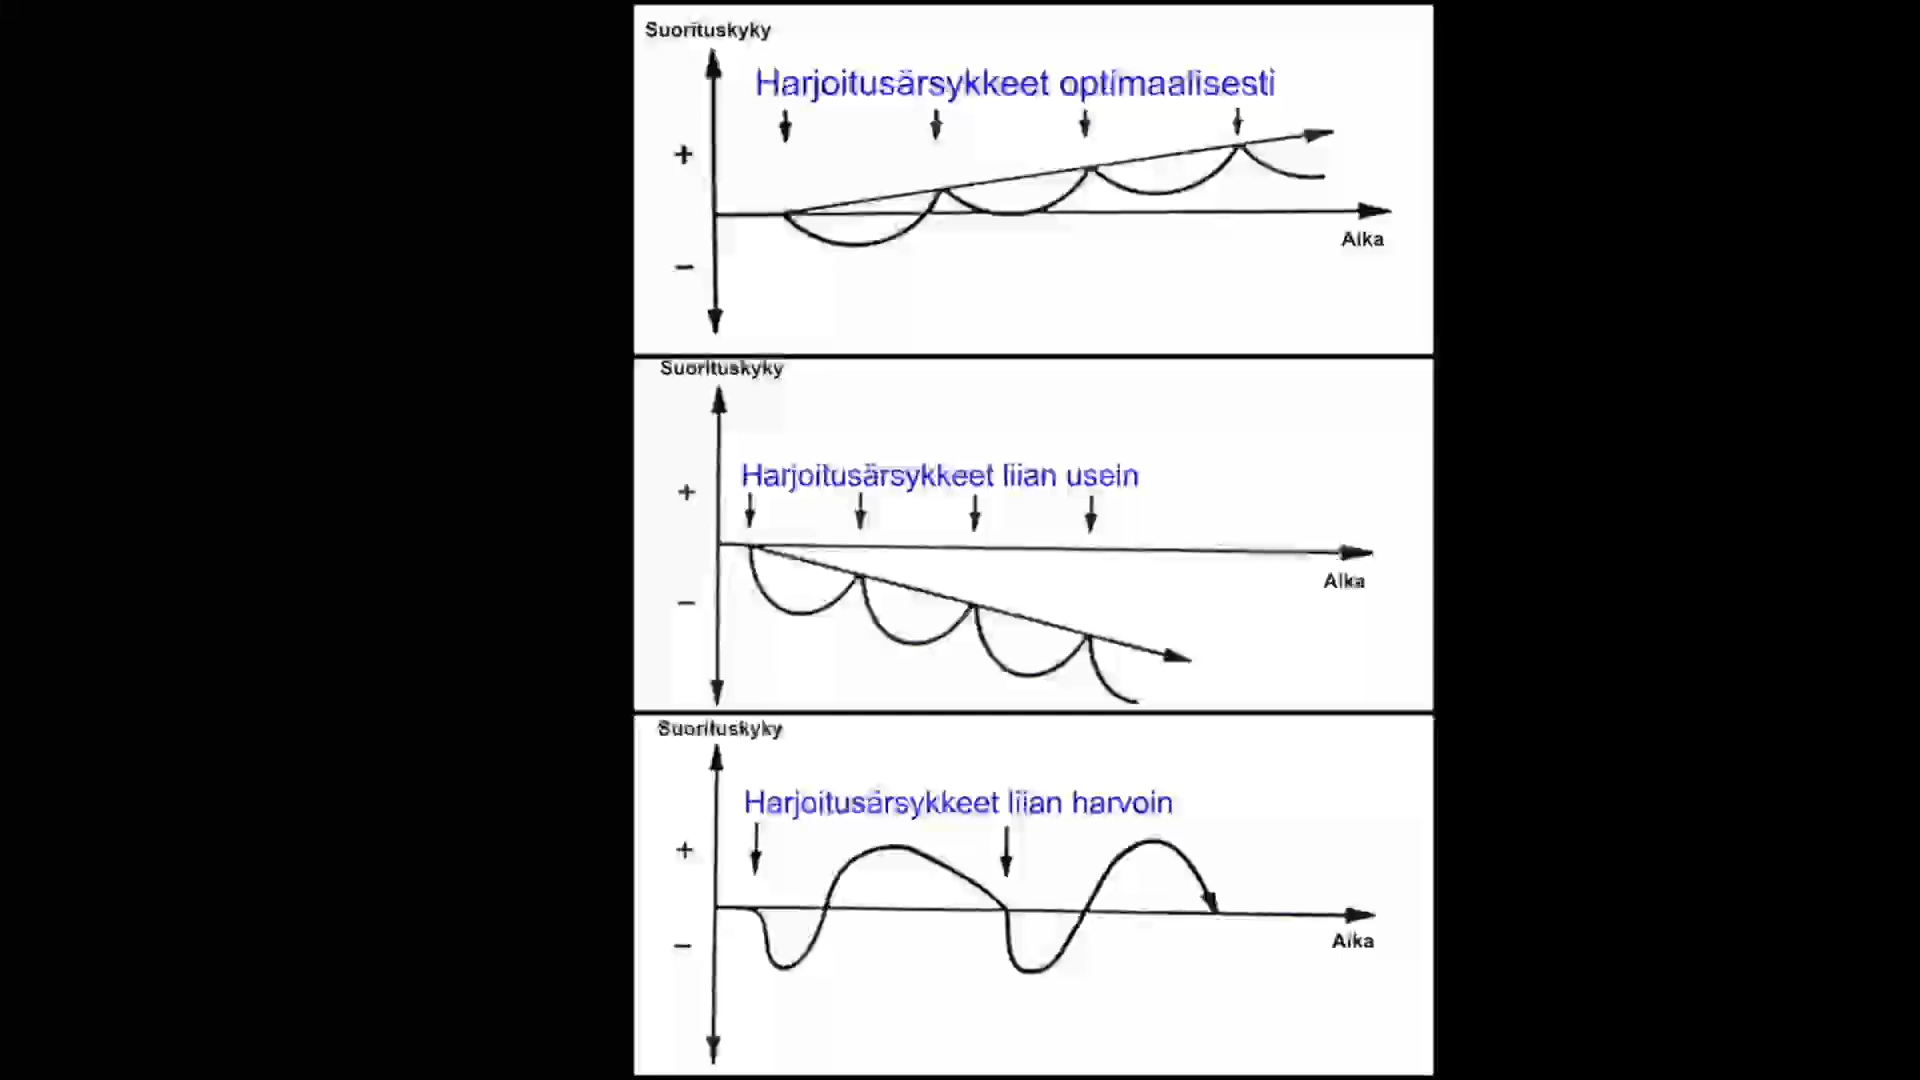 Suorituskyky
Harjoitusärsykkeet optimaalisesti
+
Aika
–
Suorituskyky
Harjoitusärsykkeet liian usein
+
Aika
–
Suorituskyky
Harjoitusärsykkeet liian harvoin
+
Aika
–